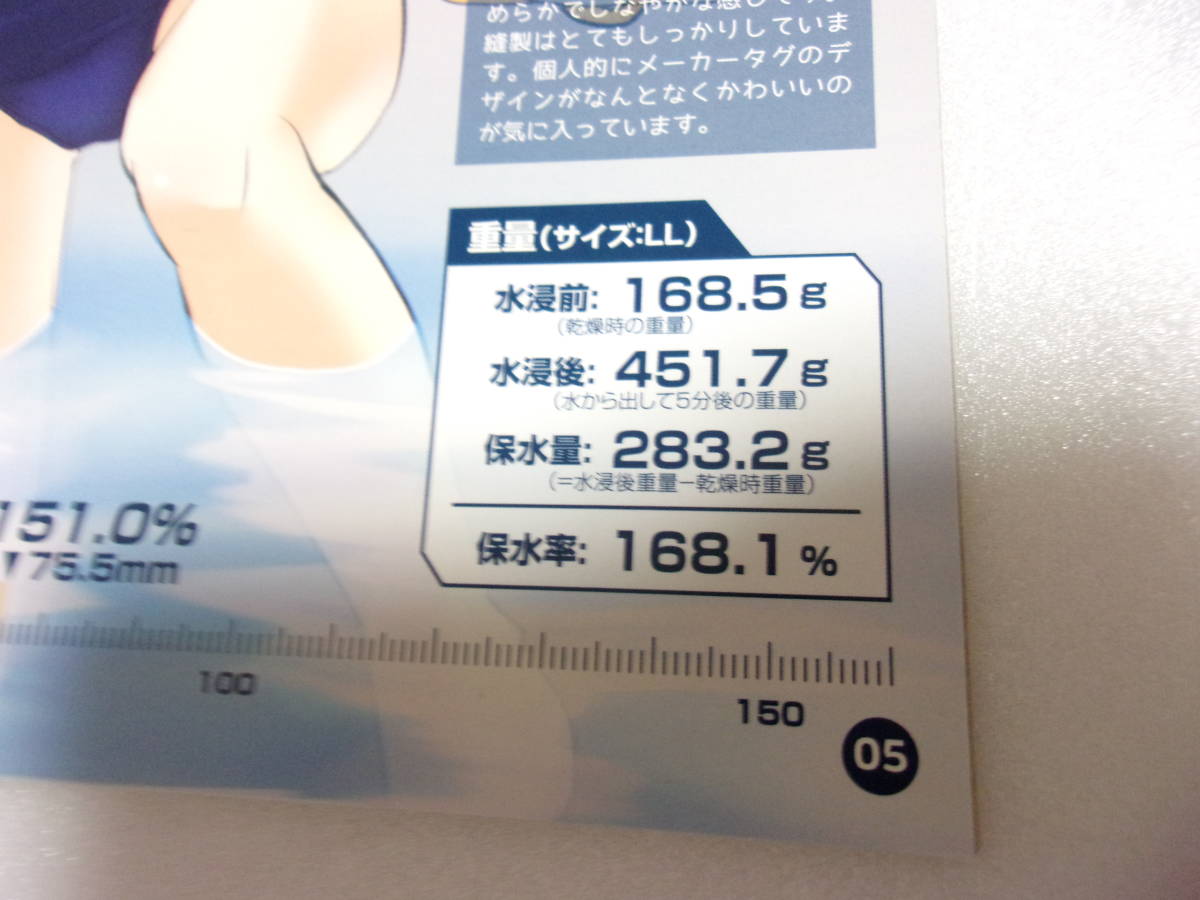 めらかでしなやかな感じです。
縫製はとてもしっかりしていま
す。個人的にメーカータグのデ
ザインがなんとなくかわいいの
が気に入っています。
重量(サイズ:LL)
水浸前: 168.5g
(乾燥時の重量)
水浸後: 451.7g
(水から出して5分後の重量)
保水量: 283.2g
(=水浸後重量−乾燥時重量)
保水率: 168.1%
151.0%
▼75.5mm
100
150
05